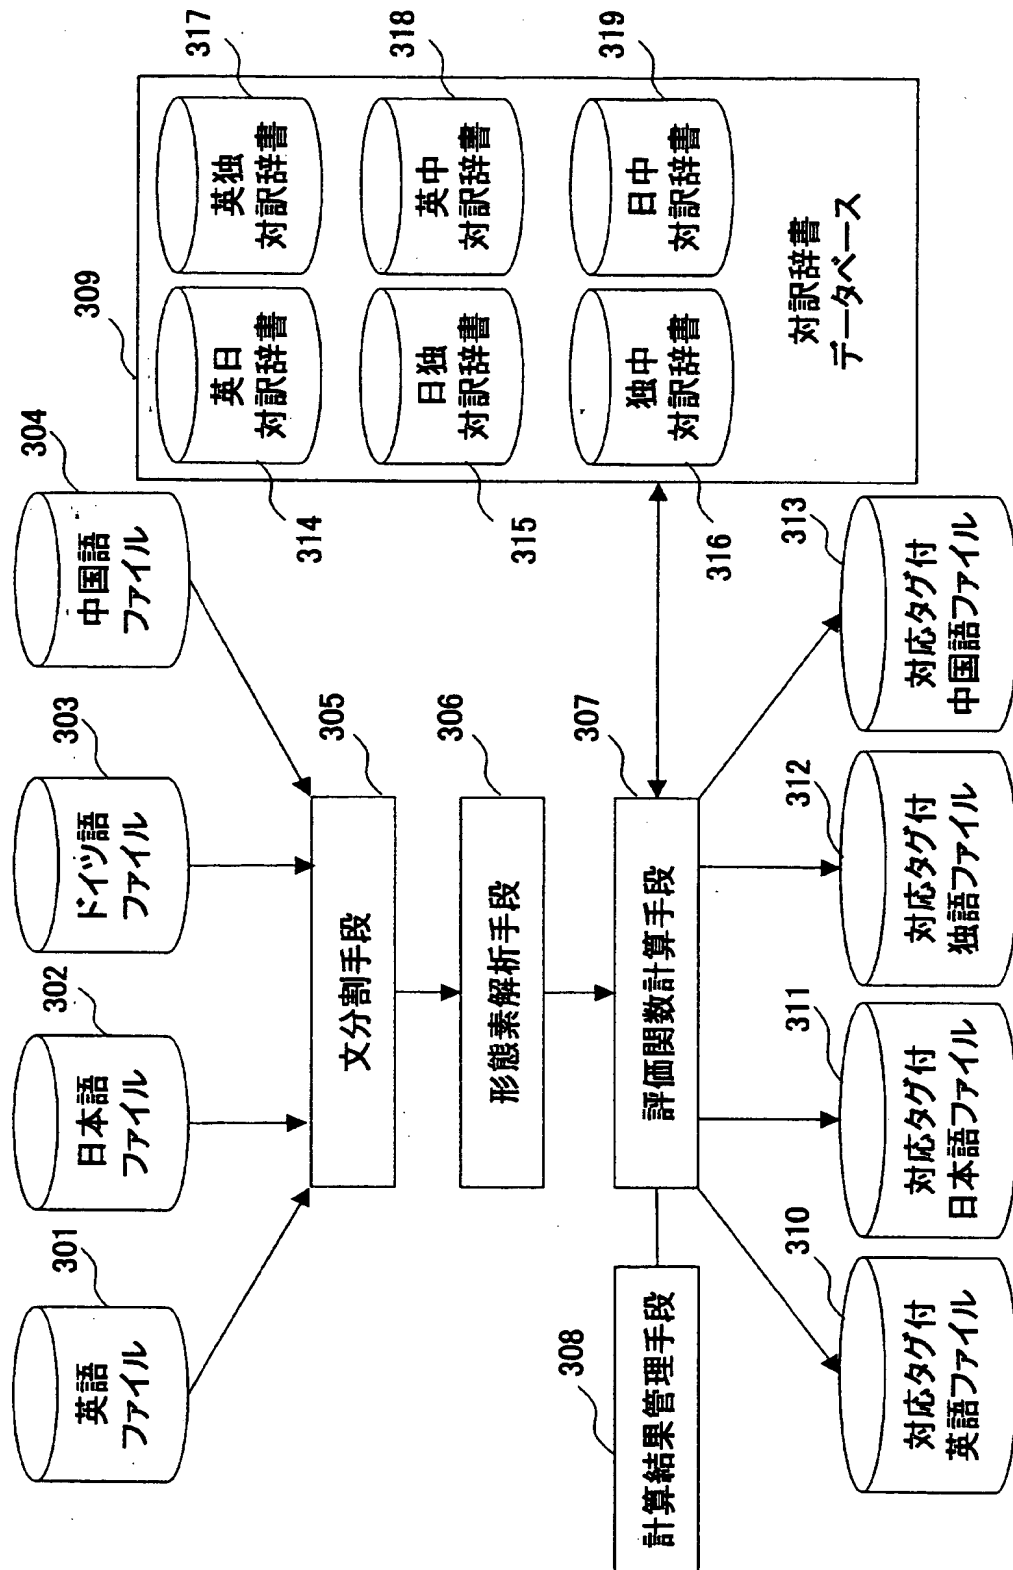 301
英語
ファイル
302
日本語
ファイル
303
ドイツ語
ファイル
304
中国語
ファイル
305
文分割手段
306
形態素解析手段
307
評価関数計算手段
308
計算結果管理手段
309
314
英日
対訳辞書
317
英独
対訳辞書
315
日独
対訳辞書
318
英中
対訳辞書
316
独中
対訳辞書
319
日中
対訳辞書
対訳辞書
データベース
310
対応タグ付
英語ファイル
311
対応タグ付
日本語ファイル
312
対応タグ付
独語ファイル
313
対応タグ付
中国語ファイル